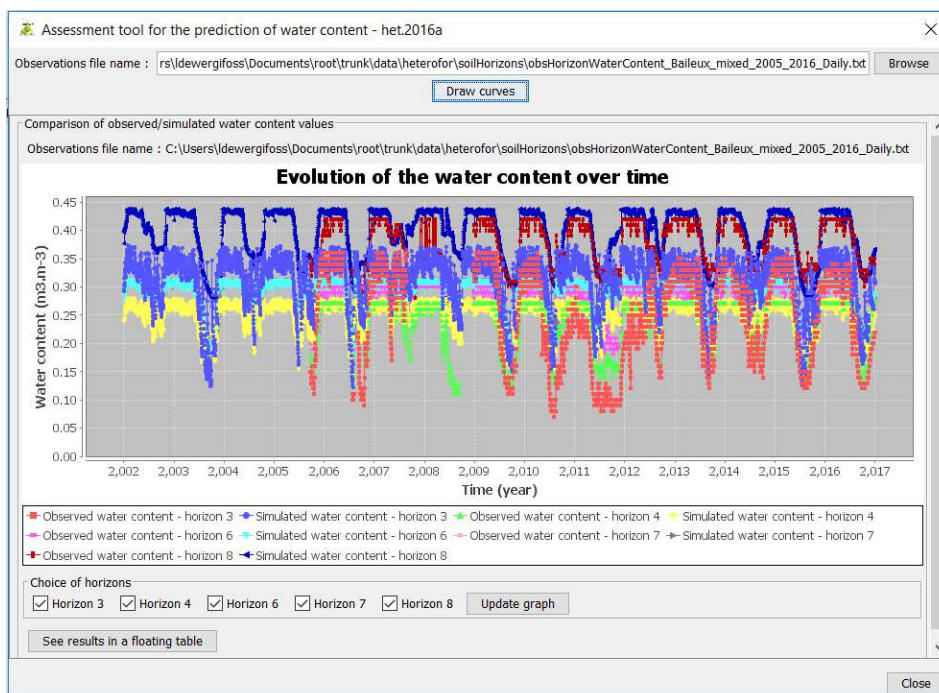 Assessment tool for the prediction of water content - het.2016a
Observations file name : rs\ldewergifoss\Documents\root\trunk\data\heterofor\soilHorizons\obsHorizonWaterContent_Baileux_mixed_2005_2016_Daily.txt Browse
Draw curves
Comparison of observed/simulated water content values
Observations file name : C:\Users\ldewergifoss\Documents\root\trunk\data\heterofor\soilHorizons\obsHorizonWaterContent_Baileux_mixed_2005_2016_Daily.txt
Evolution of the water content over time
0.45
0.40
0.35
0.30
0.25
0.20
0.15
0.10
0.05
0.00
Water content (m3.m-3)
2,002 2,003 2,004 2,005 2,006 2,007 2,008 2,009 2,010 2,011 2,012 2,013 2,014 2,015 2,016 2,017
Time (year)
Observed water content - horizon 3 Simulated water content - horizon 3 Observed water content - horizon 4 Simulated water content - horizon 4
Observed water content - horizon 6 Simulated water content - horizon 6 Observed water content - horizon 7 Simulated water content - horizon 7
Observed water content - horizon 8 Simulated water content - horizon 8
Choice of horizons
Horizon 3 Horizon 4 Horizon 6 Horizon 7 Horizon 8 Update graph
See results in a floating table
Close